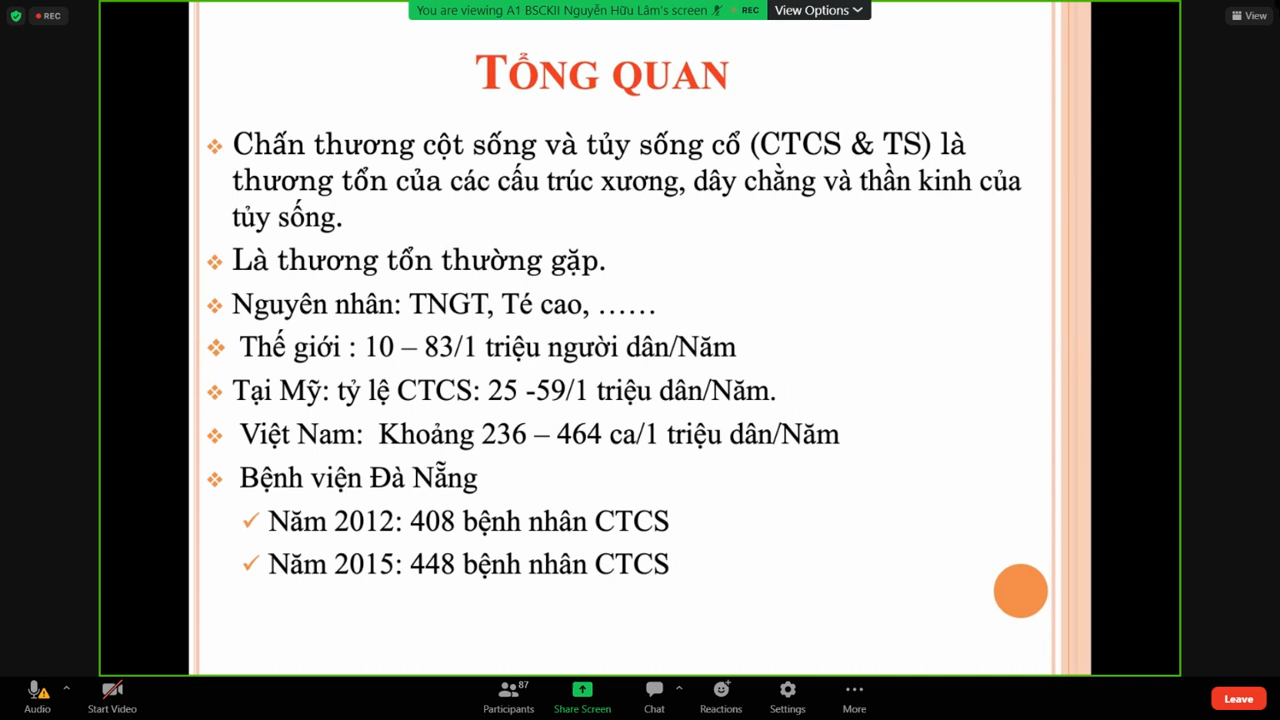 REC
You are viewing A1 BSCKII Nguyễn Hữu Lâm's screen
REC
View Options
View
TỔNG QUAN
Chấn thương cột sống và tủy sống cổ (CTCS & TS) là
thương tổn của các cấu trúc xương, dây chằng và thần kinh của
tủy sống.
Là thương tổn thường gặp.
Nguyên nhân: TNGT, Té cao, ……
Thế giới : 10 – 83/1 triệu người dân/Năm
Tại Mỹ: tỷ lệ CTCS: 25 -59/1 triệu dân/Năm.
Việt Nam: Khoảng 236 – 464 ca/1 triệu dân/Năm
Bệnh viện Đà Nẵng
Năm 2012: 408 bệnh nhân CTCS
Năm 2015: 448 bệnh nhân CTCS
Audio
Start Video
87
Participants
Share Screen
Chat
Reactions
Settings
More
Leave